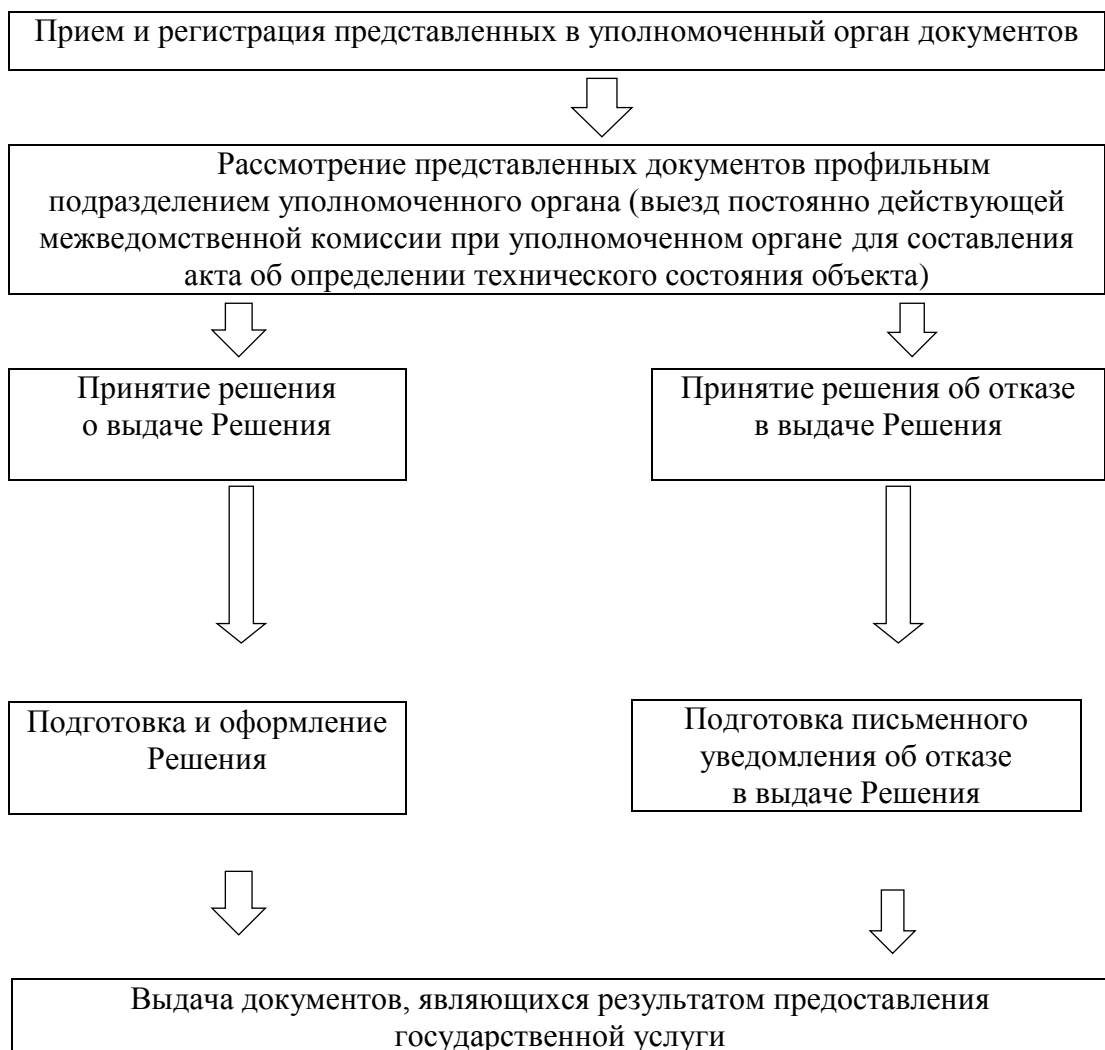 Прием и регистрация представленных в уполномоченный орган документов
Рассмотрение представленных документов профильным
подразделением уполномоченного органа (выезд постоянно действующей
межведомственной комиссии при уполномоченном органе для составления
акта об определении технического состояния объекта)
Принятие решения
о выдаче Решения
Принятие решения об отказе
в выдаче Решения
Подготовка и оформление
Решения
Подготовка письменного
уведомления об отказе
в выдаче Решения
Выдача документов, являющихся результатом предоставления
государственной услуги